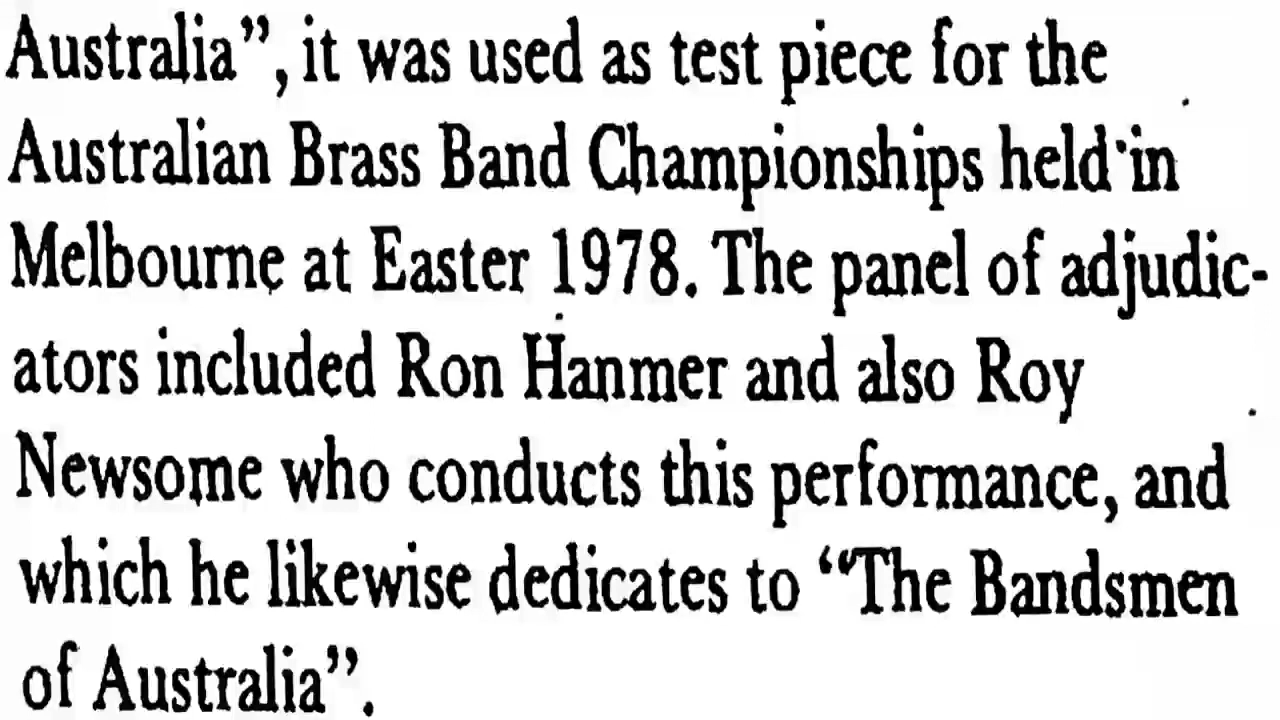 Australia”, it was used as test piece for the
Australian Brass Band Championships held in
Melbourne at Easter 1978. The panel of adjudic-
ators included Ron Hanmer and also Roy
Newsome who conducts this performance, and
which he likewise dedicates to “The Bandsmen
of Australia”.